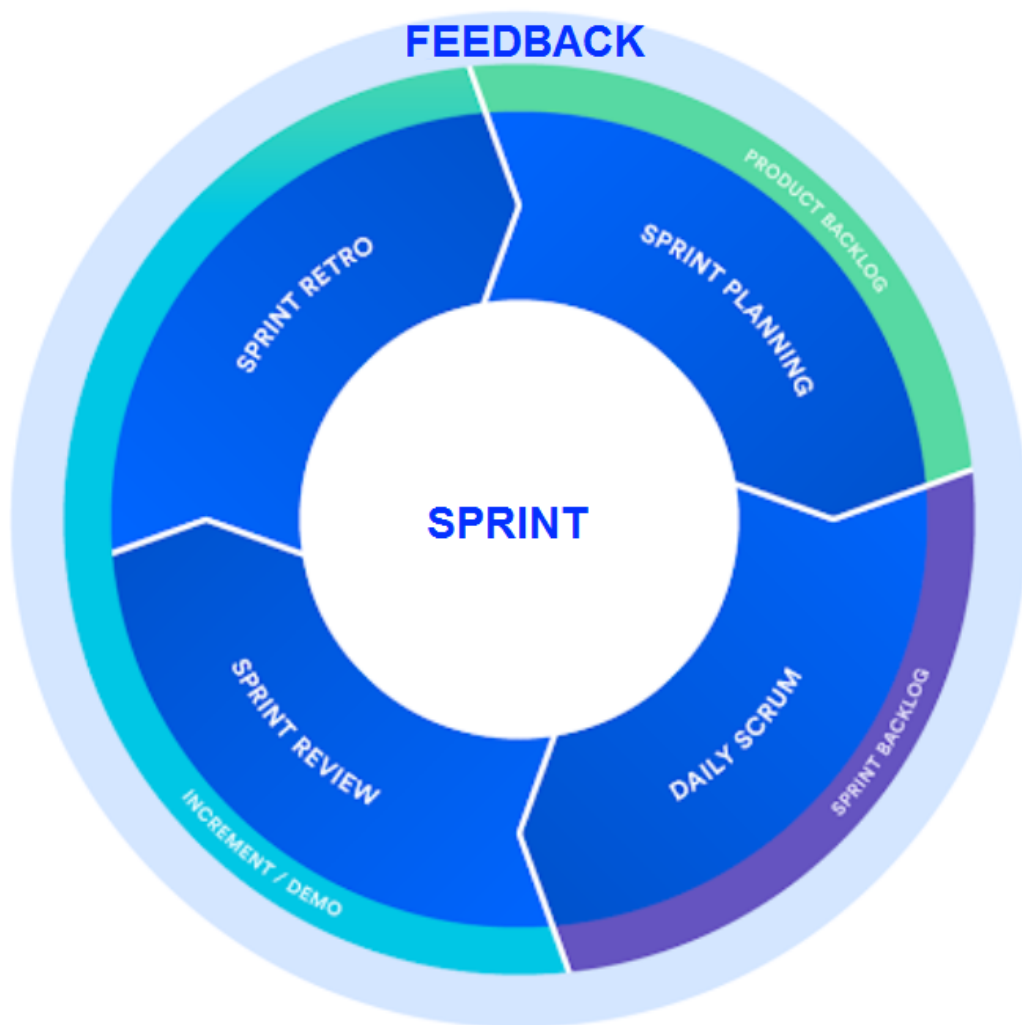 FEEDBACK
PRODUCT BACKLOG
SPRINT PLANNING
SPRINT RETRO
SPRINT
DAILY SCRUM
SPRINT BACKLOG
SPRINT REVIEW
INCREMENT / DEMO